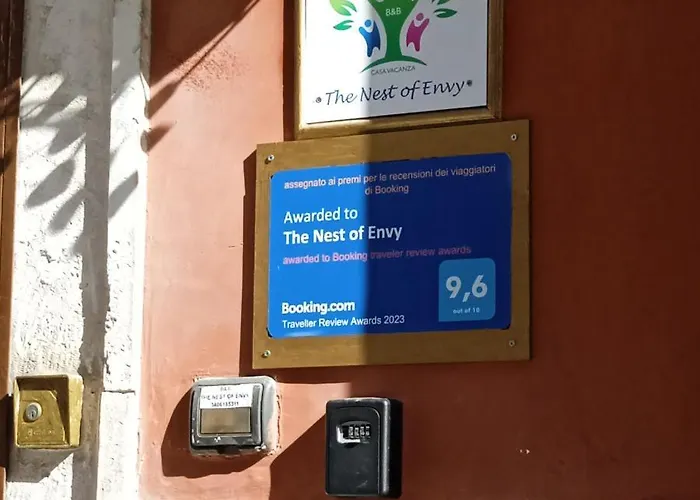 B&B
CASA VACANZA
The Nest of Envy
assegnato ai premi per le recensioni dei viaggiatori
di Booking
Awarded to
The Nest of Envy
awarded to Booking traveler review awards
9,6
out of 10
Booking.com
Traveller Review Awards 2023
THE NEST OF ENVY